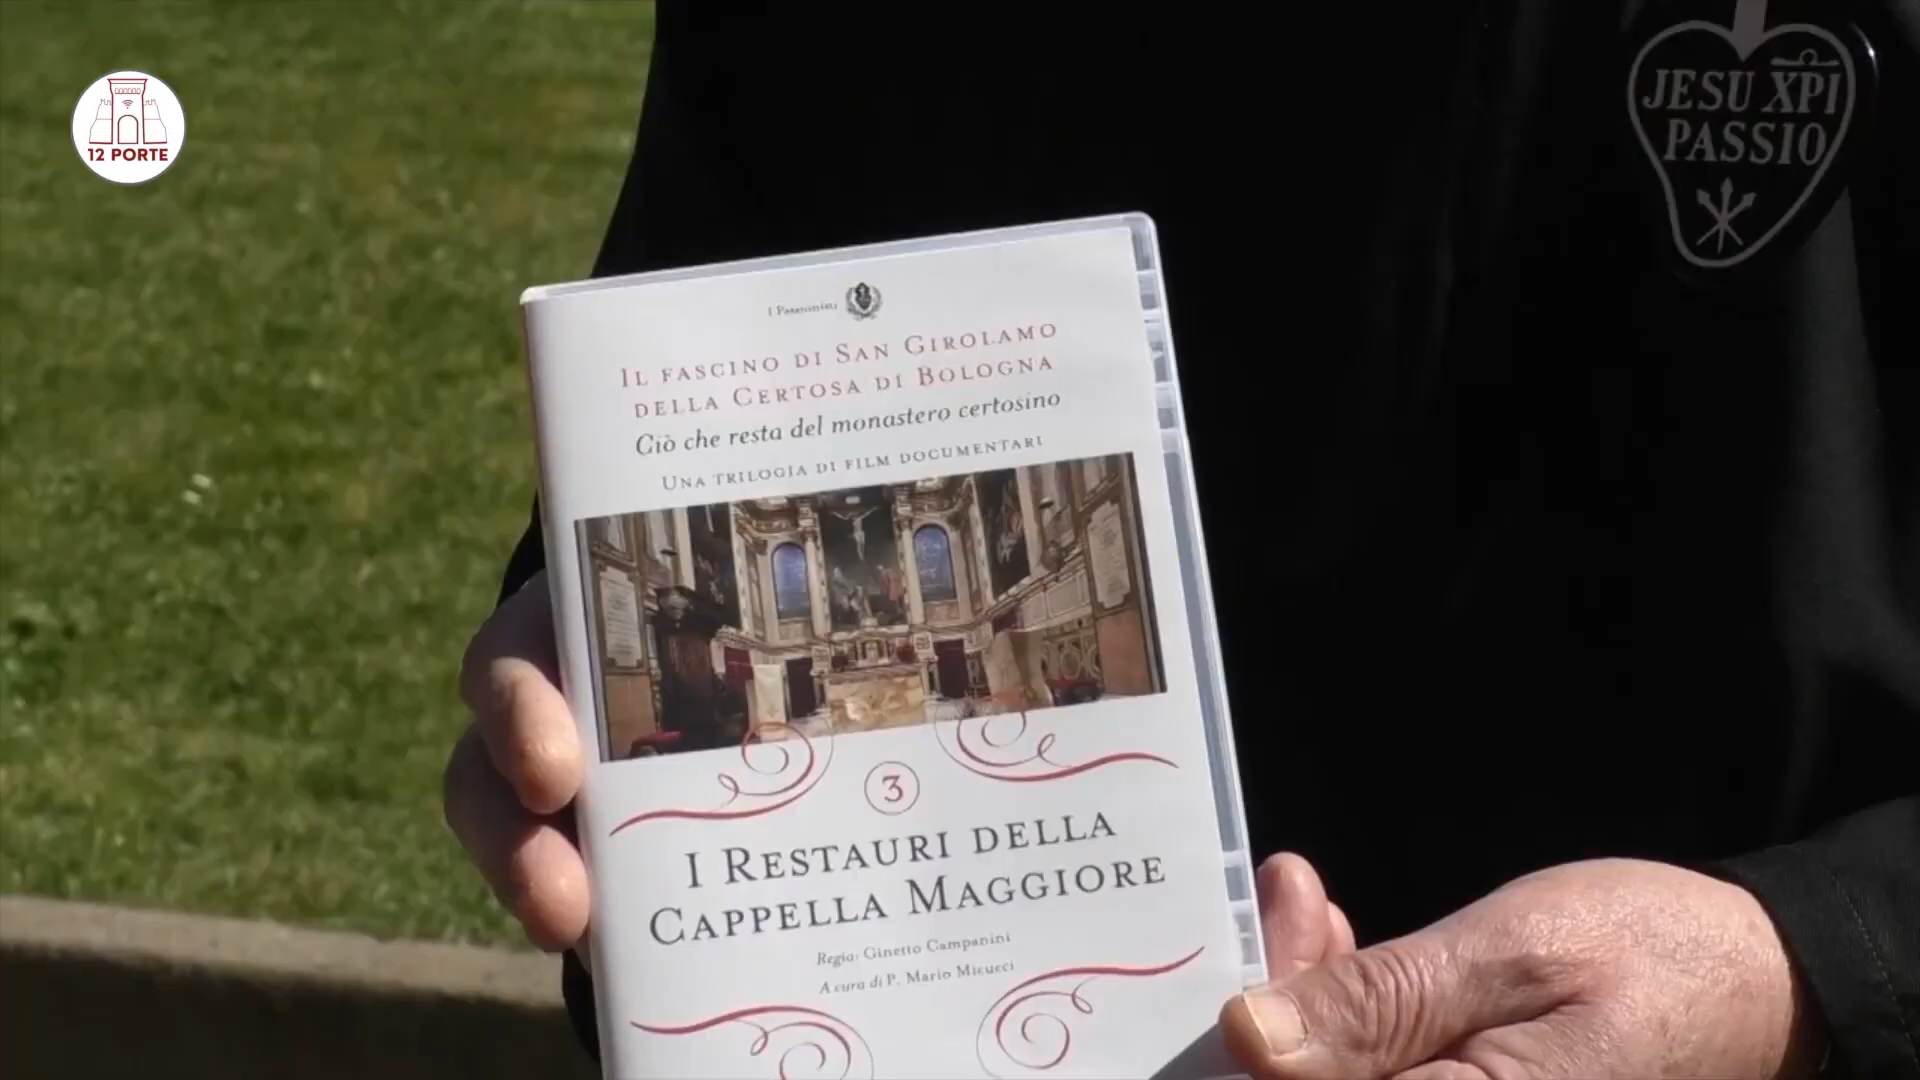 12 PORTE
JESU XPI
PASSIO
I Passionisti
IL FASCINO DI SAN GIROLAMO
DELLA CERTOSA DI BOLOGNA
Ciò che resta del monastero certosino
UNA TRILOGIA DI FILM DOCUMENTARI
3
I RESTAURI DELLA
CAPPELLA MAGGIORE
Regia: Ginetto Campanini
A cura di P. Mario Micucci